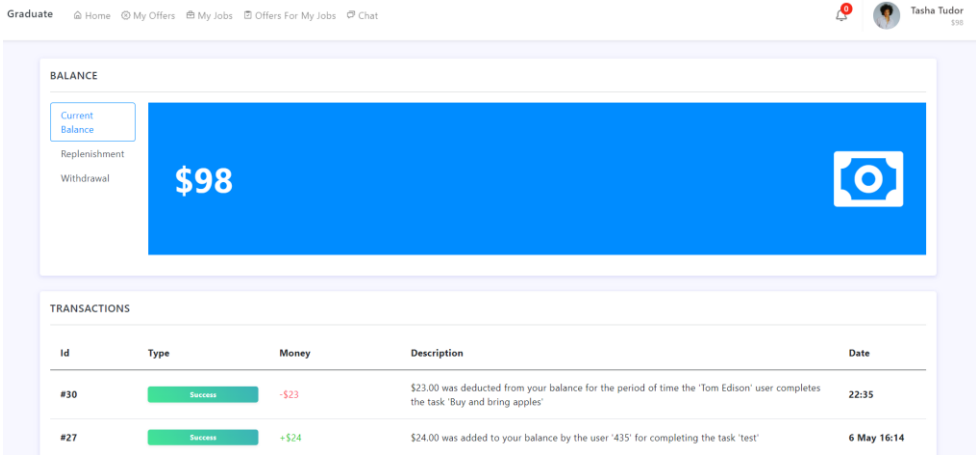 Graduate Home My Offers My Jobs Offers For My Jobs Chat 0 Tasha Tudor
$98
BALANCE
Current
Balance
Replenishment
Withdrawal
$98
TRANSACTIONS
Id Type Money Description Date
#30 Success -$23 $23.00 was deducted from your balance for the period of time the 'Tom Edison' user completes
the task 'Buy and bring apples' 22:35
#27 Success +$24 $24.00 was added to your balance by the user '435' for completing the task 'test' 6 May 16:14